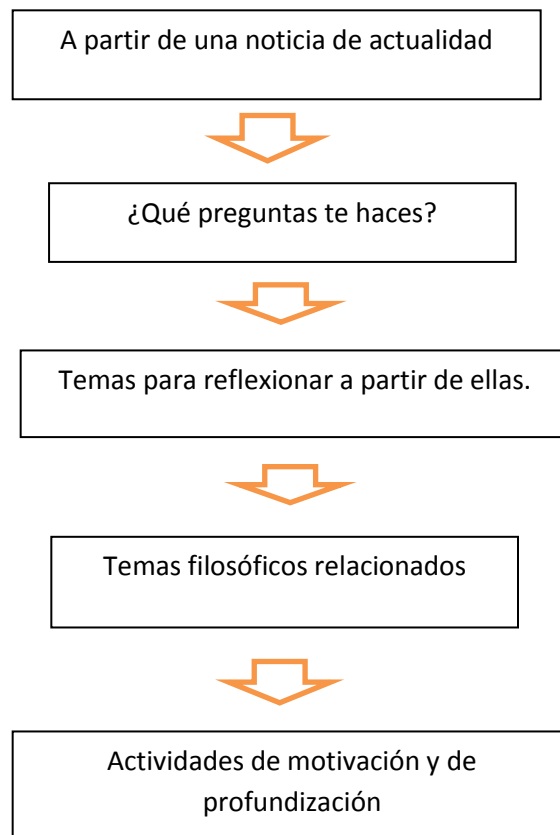 A partir de una noticia de actualidad
¿Qué preguntas te haces?
Temas para reflexionar a partir de ellas.
Temas filosóficos relacionados
Actividades de motivación y de
profundización